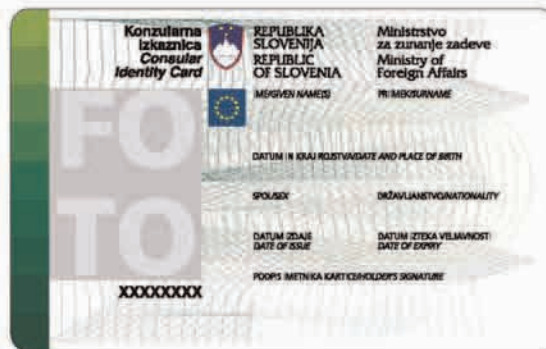 Konzularna
izkaznica
Consular
Identity Card
REPUBLIKA
SLOVENIJA
REPUBLIC
OF SLOVENIA
Ministrstvo
za zunanje zadeve
Ministry of
Foreign Affairs
FO
TO
IME/GIVEN NAME(S)
PRIIMEK/SURNAME
DATUM IN KRAJ ROJSTVA/DATE AND PLACE OF BIRTH
SPOL/SEX
DRŽAVLJANSTVO/NATIONALITY
DATUM IZDAJE
DATE OF ISSUE
DATUM IZTEKA VELJAVNOSTI
DATE OF EXPIRY
PODPIS IMETNIKA KARTICE/HOLDER'S SIGNATURE
XXXXXXXX